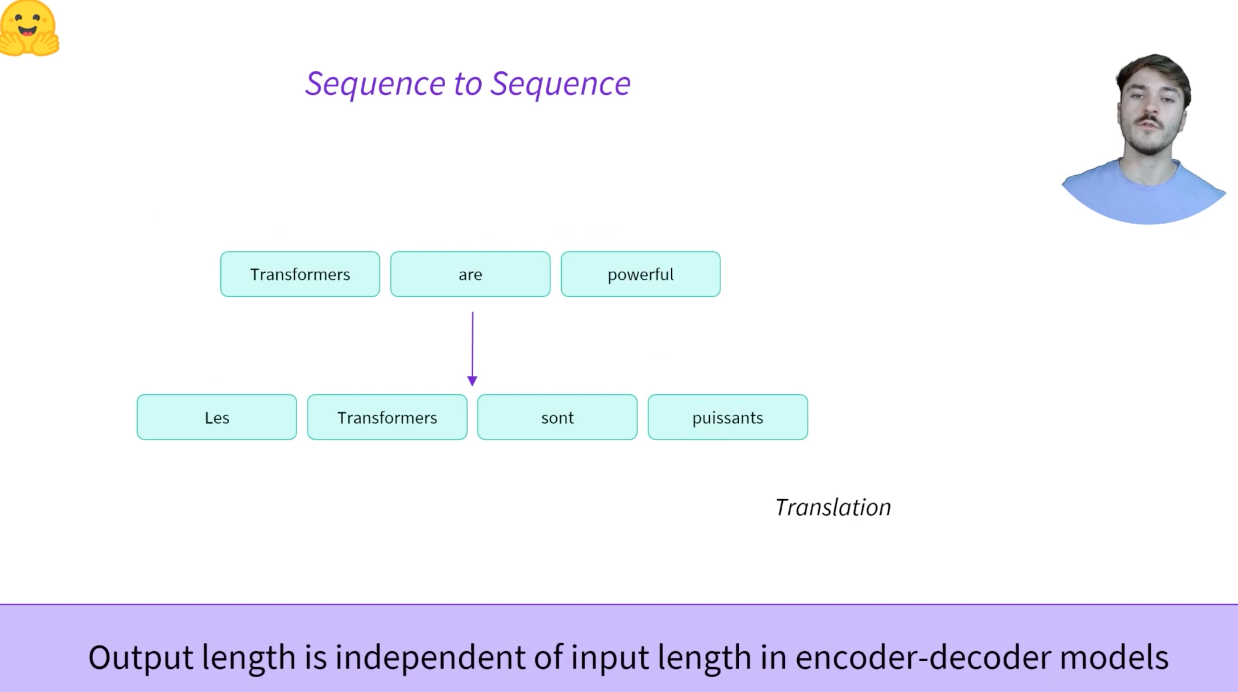 Sequence to Sequence
Transformers are powerful
Les Transformers sont puissants
Translation
Output length is independent of input length in encoder-decoder models